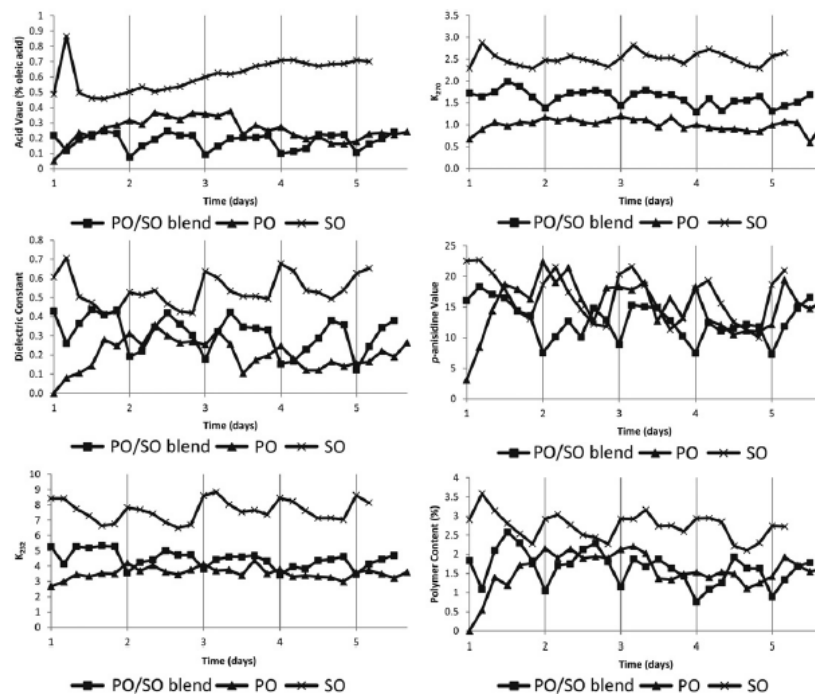 Acid Vaue (% oleic acid)
1
0.9
0.8
0.7
0.6
0.5
0.4
0.3
0.2
0.1
0
1 2 3 4 5
Time (days)
PO/SO blend PO SO
K270
3.0
2.5
2.0
1.5
1.0
0.5
0.0
1 2 3 4 5
Time (days)
PO/SO blend PO SO
Dielectric Constant
0.8
0.7
0.6
0.5
0.4
0.3
0.2
0.1
0.0
1 2 3 4 5
Time (days)
PO/SO blend PO SO
p-anisidine Value
25
20
15
10
5
0
1 2 3 4 5
Time (days)
PO/SO blend PO SO
K232
10
9
8
7
6
5
4
3
2
1
0
1 2 3 4 5
Time (days)
PO/SO blend PO SO
Polymer Content (%)
4
3.5
3
2.5
2
1.5
1
0.5
0
1 2 3 4 5
Time (days)
PO/SO blend PO SO